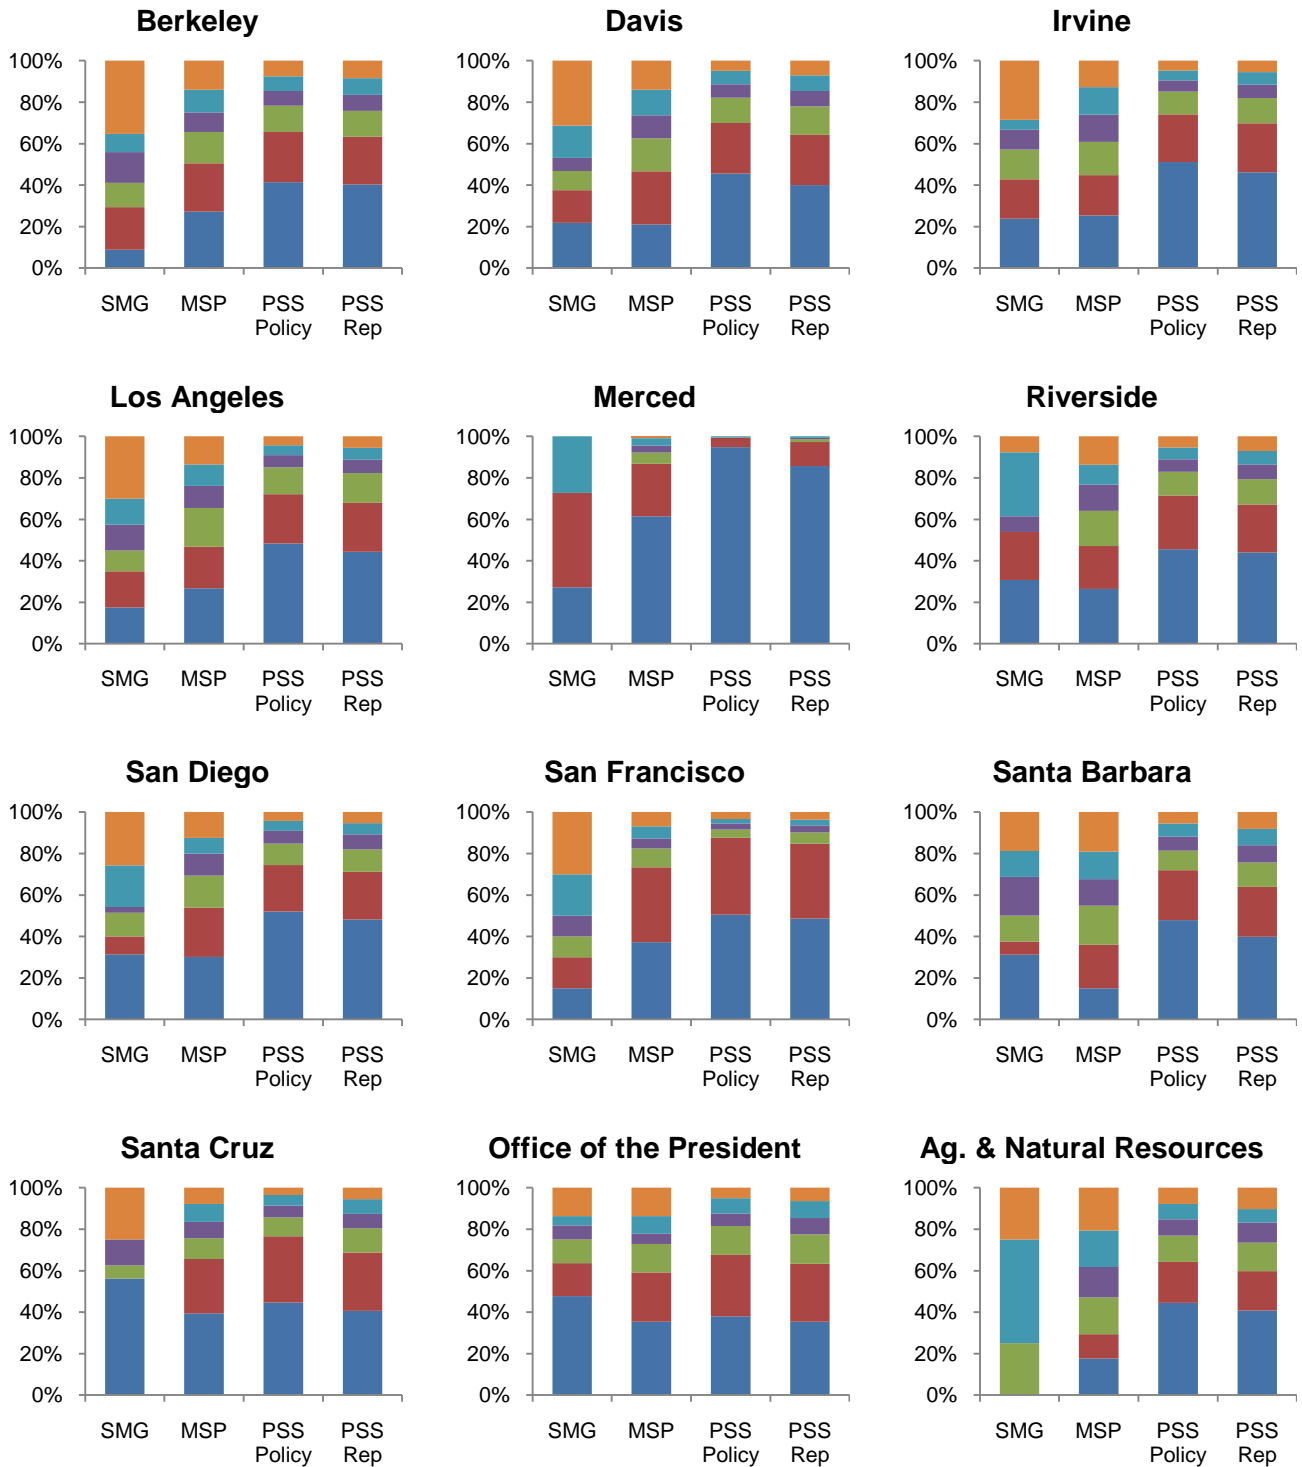 Berkeley
Davis
Irvine
100%
80%
60%
40%
20%
0%
SMG
MSP
PSS
Policy
PSS
Rep
100%
80%
60%
40%
20%
0%
SMG
MSP
PSS
Policy
PSS
Rep
100%
80%
60%
40%
20%
0%
SMG
MSP
PSS
Policy
PSS
Rep
Los Angeles
Merced
Riverside
100%
80%
60%
40%
20%
0%
SMG
MSP
PSS
Policy
PSS
Rep
100%
80%
60%
40%
20%
0%
SMG
MSP
PSS
Policy
PSS
Rep
100%
80%
60%
40%
20%
0%
SMG
MSP
PSS
Policy
PSS
Rep
San Diego
San Francisco
Santa Barbara
100%
80%
60%
40%
20%
0%
SMG
MSP
PSS
Policy
PSS
Rep
100%
80%
60%
40%
20%
0%
SMG
MSP
PSS
Policy
PSS
Rep
100%
80%
60%
40%
20%
0%
SMG
MSP
PSS
Policy
PSS
Rep
Santa Cruz
Office of the President
Ag. & Natural Resources
100%
80%
60%
40%
20%
0%
SMG
MSP
PSS
Policy
PSS
Rep
100%
80%
60%
40%
20%
0%
SMG
MSP
PSS
Policy
PSS
Rep
100%
80%
60%
40%
20%
0%
SMG
MSP
PSS
Policy
PSS
Rep